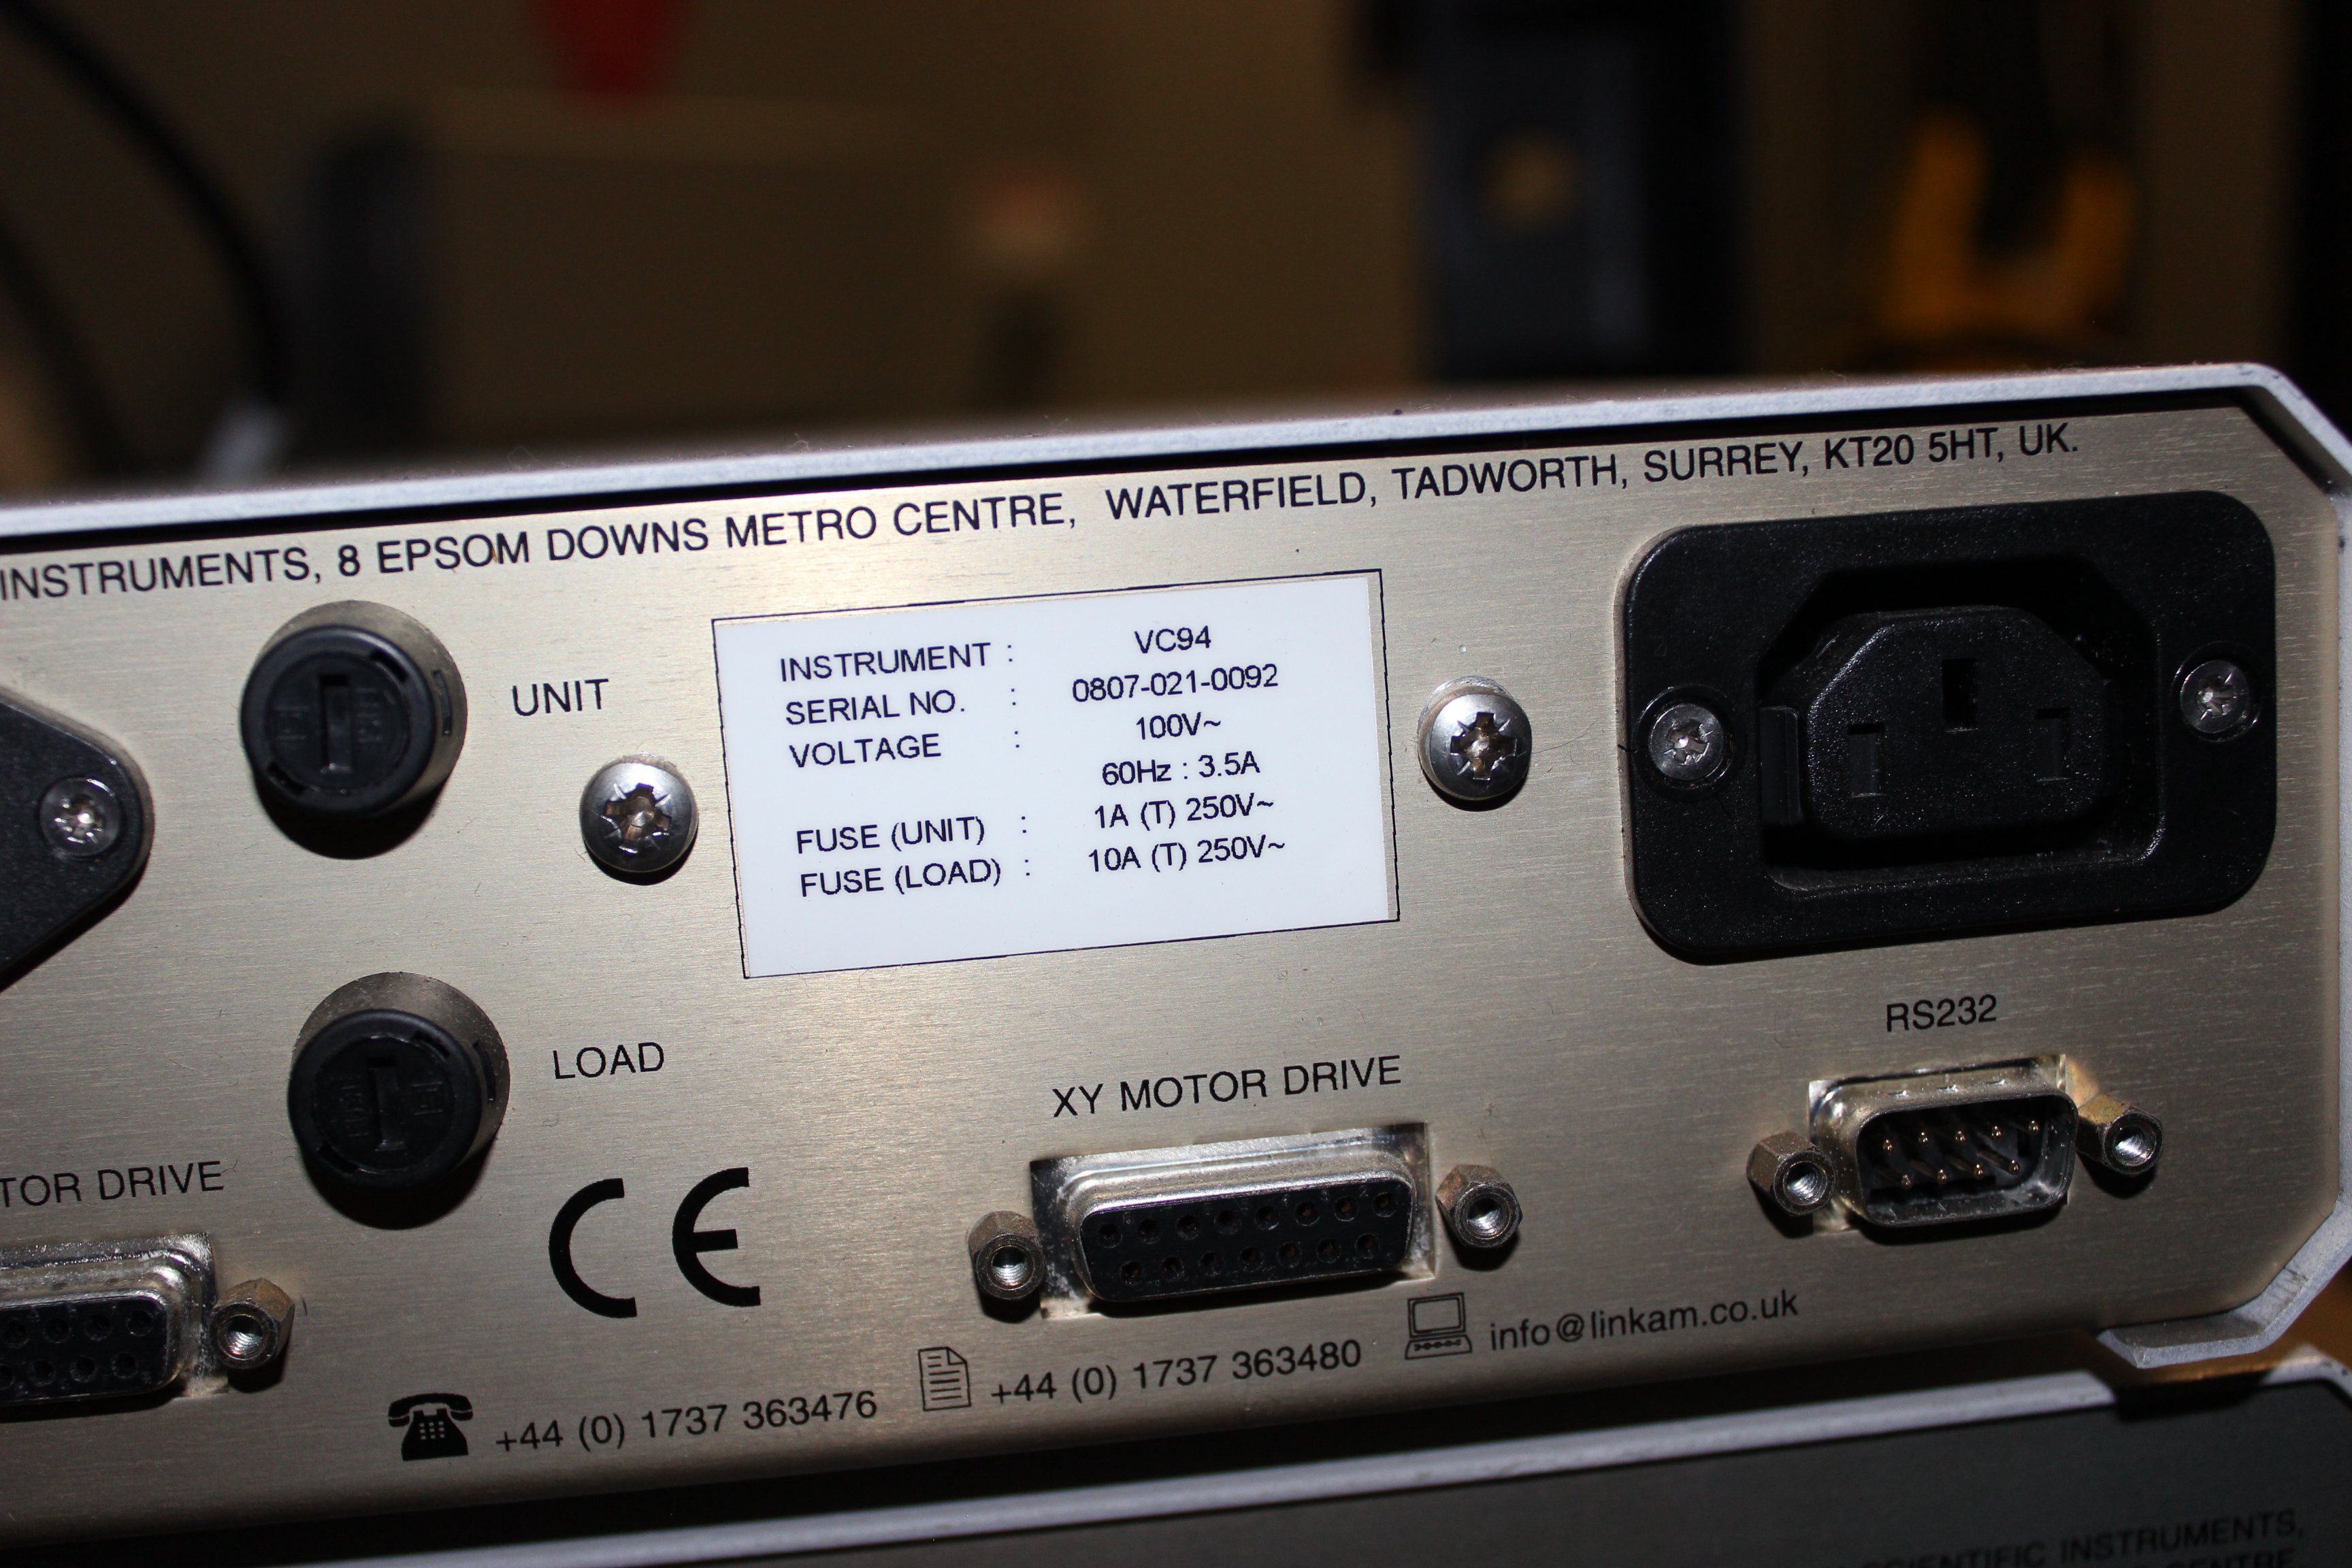 INSTRUMENTS, 8 EPSOM DOWNS METRO CENTRE, WATERFIELD, TADWORTH, SURREY, KT20 5HT, UK.
UNIT
INSTRUMENT : VC94
SERIAL NO. : 0807-021-0092
VOLTAGE : 100V~
60Hz : 3.5A
FUSE (UNIT) : 1A (T) 250V~
FUSE (LOAD) : 10A (T) 250V~
LOAD
RS232
XY MOTOR DRIVE
TOR DRIVE
CE
+44 (0) 1737 363476
+44 (0) 1737 363480
info@linkam.co.uk
SCIENTIFIC INSTRUMENTS,